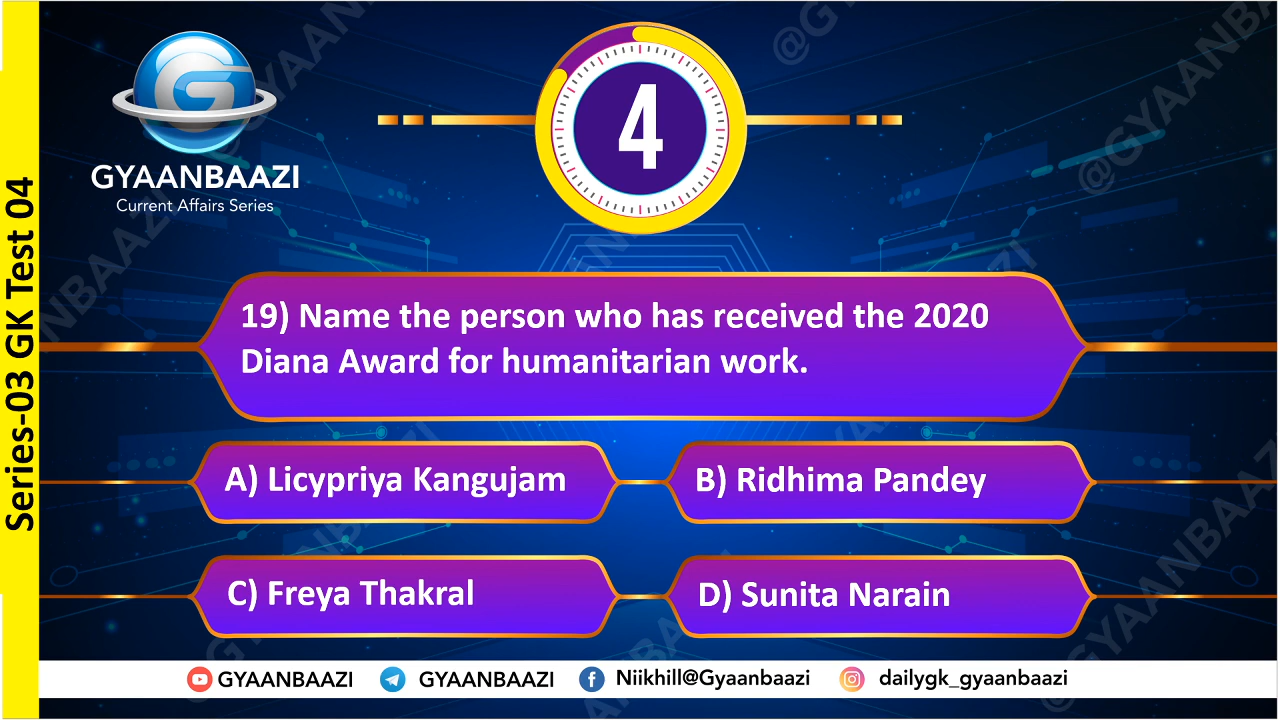 Series-03 GK Test 04
G
GYAANBAAZI
Current Affairs Series
4
19) Name the person who has received the 2020
Diana Award for humanitarian work.
A) Licypriya Kangujam
B) Ridhima Pandey
C) Freya Thakral
D) Sunita Narain
GYAANBAAZI
GYAANBAAZI
Niikhill@Gyaanbaazi
dailygk_gyaanbaazi
@GYAANBAAZI